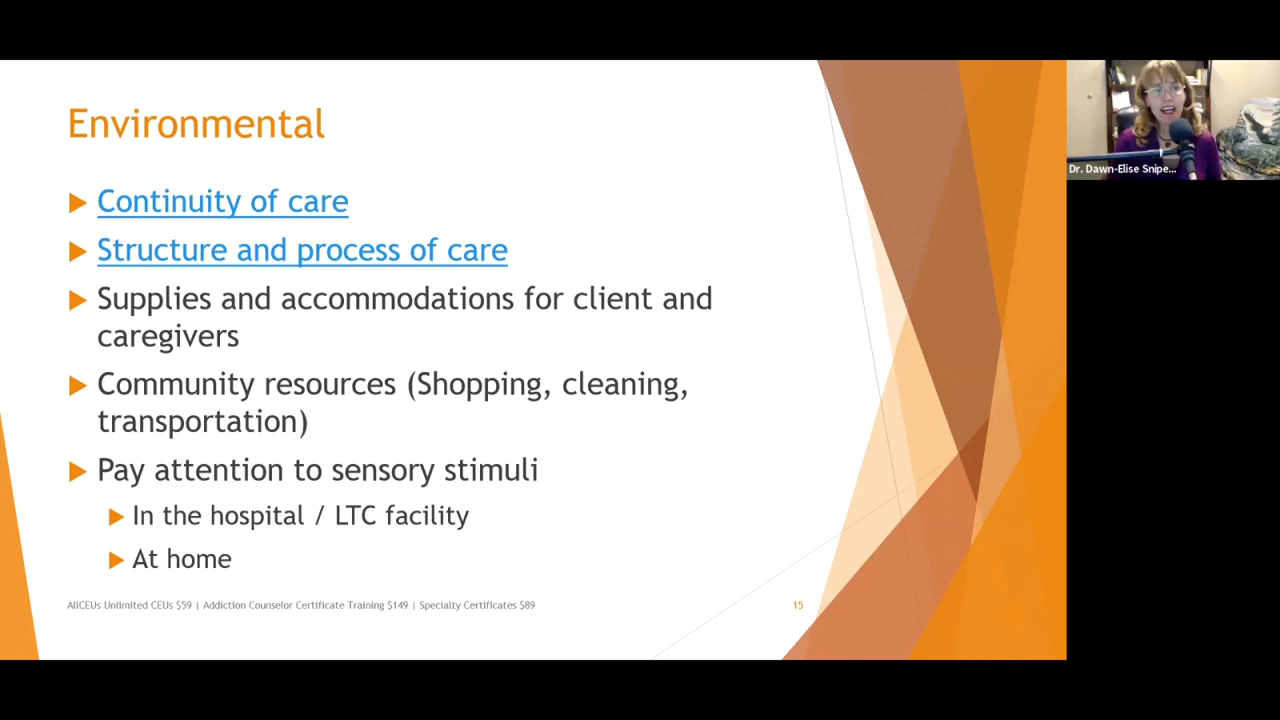 Environmental
Continuity of care
Structure and process of care
Supplies and accommodations for client and
caregivers
Community resources (Shopping, cleaning,
transportation)
Pay attention to sensory stimuli
In the hospital / LTC facility
At home
AllCEUs Unlimited CEUs $59 | Addiction Counselor Certificate Training $149 | Specialty Certificates $89
15
Dr. Dawn-Elise Snipe...